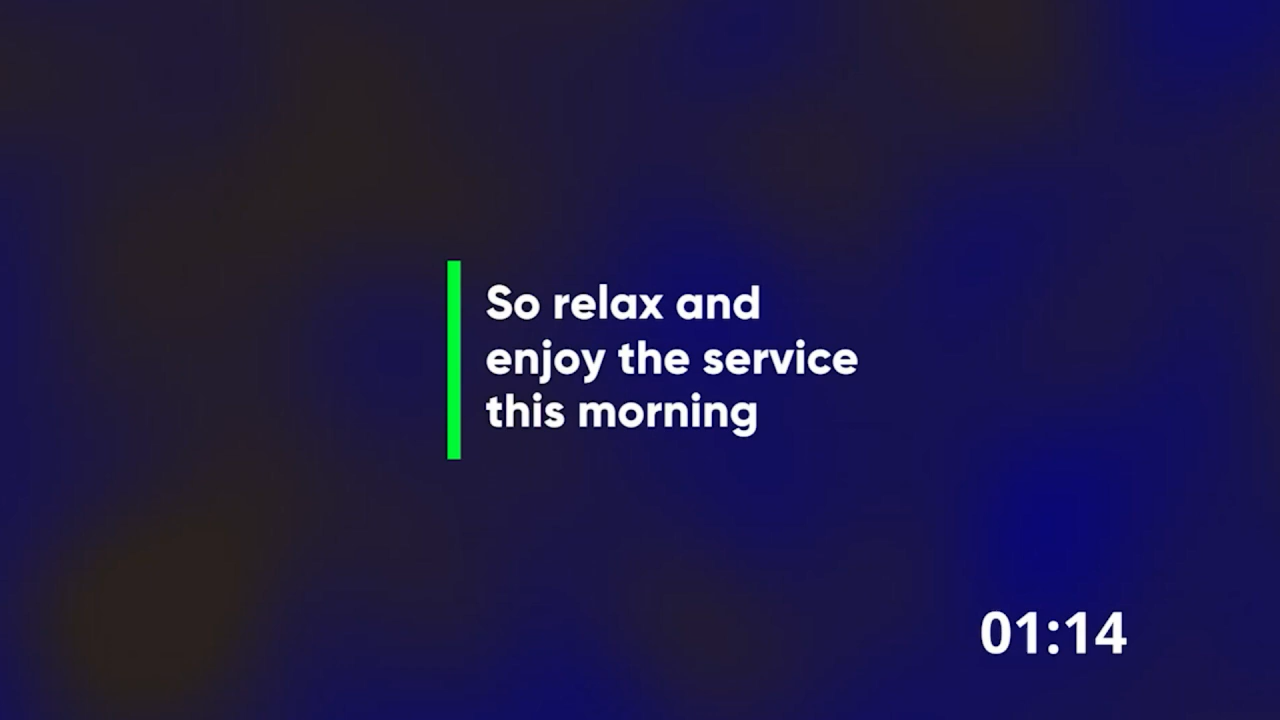 So relax and
enjoy the service
this morning
01:14